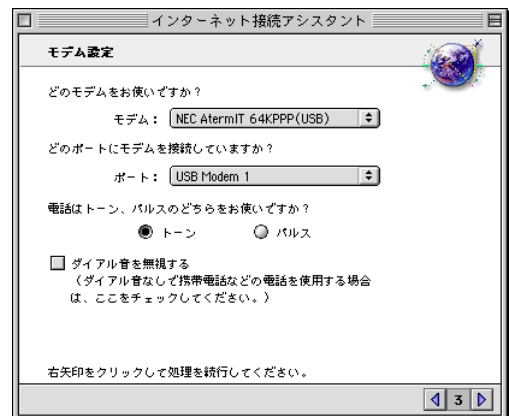 インターネット接続アシスタント
モデム設定
どのモデムをお使いですか?
モデム: NEC AtermIT 64KPPP(USB)
どのポートにモデムを接続していますか?
ポート: USB Modem 1
電話はトーン、パルスのどちらをお使いですか?
トーン パルス
ダイアル音を無視する
(ダイアル音なしで携帯電話などの電話を使用する場合
は、ここをチェックしてください。)
右矢印をクリックして処理を続行してください。
3